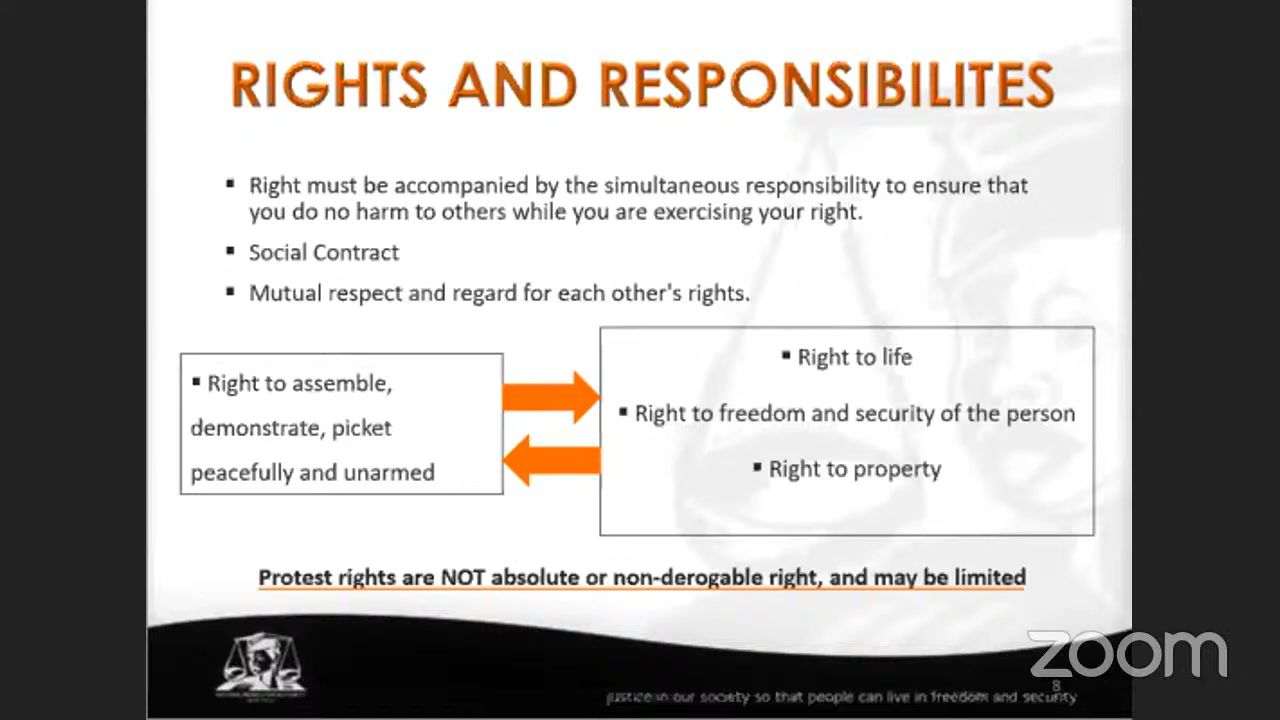 RIGHTS AND RESPONSIBILITES
▪ Right must be accompanied by the simultaneous responsibility to ensure that
you do no harm to others while you are exercising your right.
▪ Social Contract
▪ Mutual respect and regard for each other's rights.
▪ Right to assemble,
demonstrate, picket
peacefully and unarmed
▪ Right to life
▪ Right to freedom and security of the person
▪ Right to property
Protest rights are NOT absolute or non-derogable right, and may be limited
zoom
8
justice in our society so that people can live in freedom and security